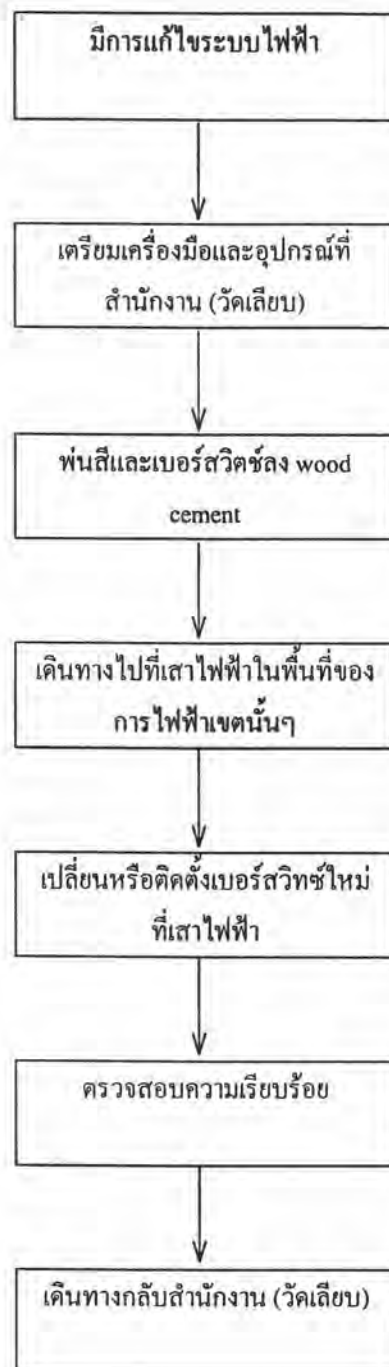 มีการแก้ไขระบบไฟฟ้า
เตรียมเครื่องมือและอุปกรณ์ที่
สำนักงาน (วัดเลียบ)
พ่นสีและเบอร์สวิตช์ลง wood
cement
เดินทางไปที่เสาไฟฟ้าในพื้นที่ของ
การไฟฟ้าเขตนั้นๆ
เปลี่ยนหรือติดตั้งเบอร์สวิทซ์ใหม่
ที่เสาไฟฟ้า
ตรวจสอบความเรียบร้อย
เดินทางกลับสำนักงาน (วัดเลียบ)